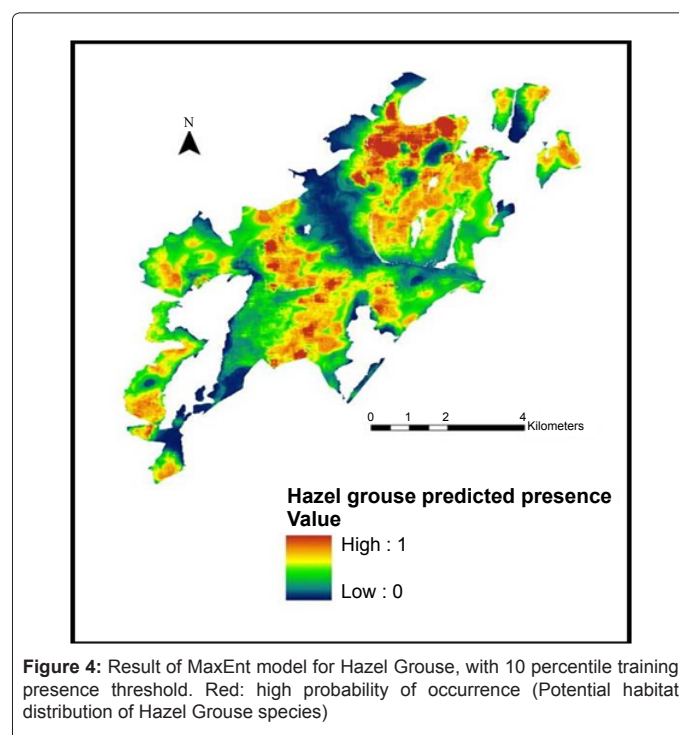 N
0 1 2 4
Kilometers
Hazel grouse predicted presence
Value
High : 1
Low : 0
Figure 4: Result of MaxEnt model for Hazel Grouse, with 10 percentile training
presence threshold. Red: high probability of occurrence (Potential habitat
distribution of Hazel Grouse species)